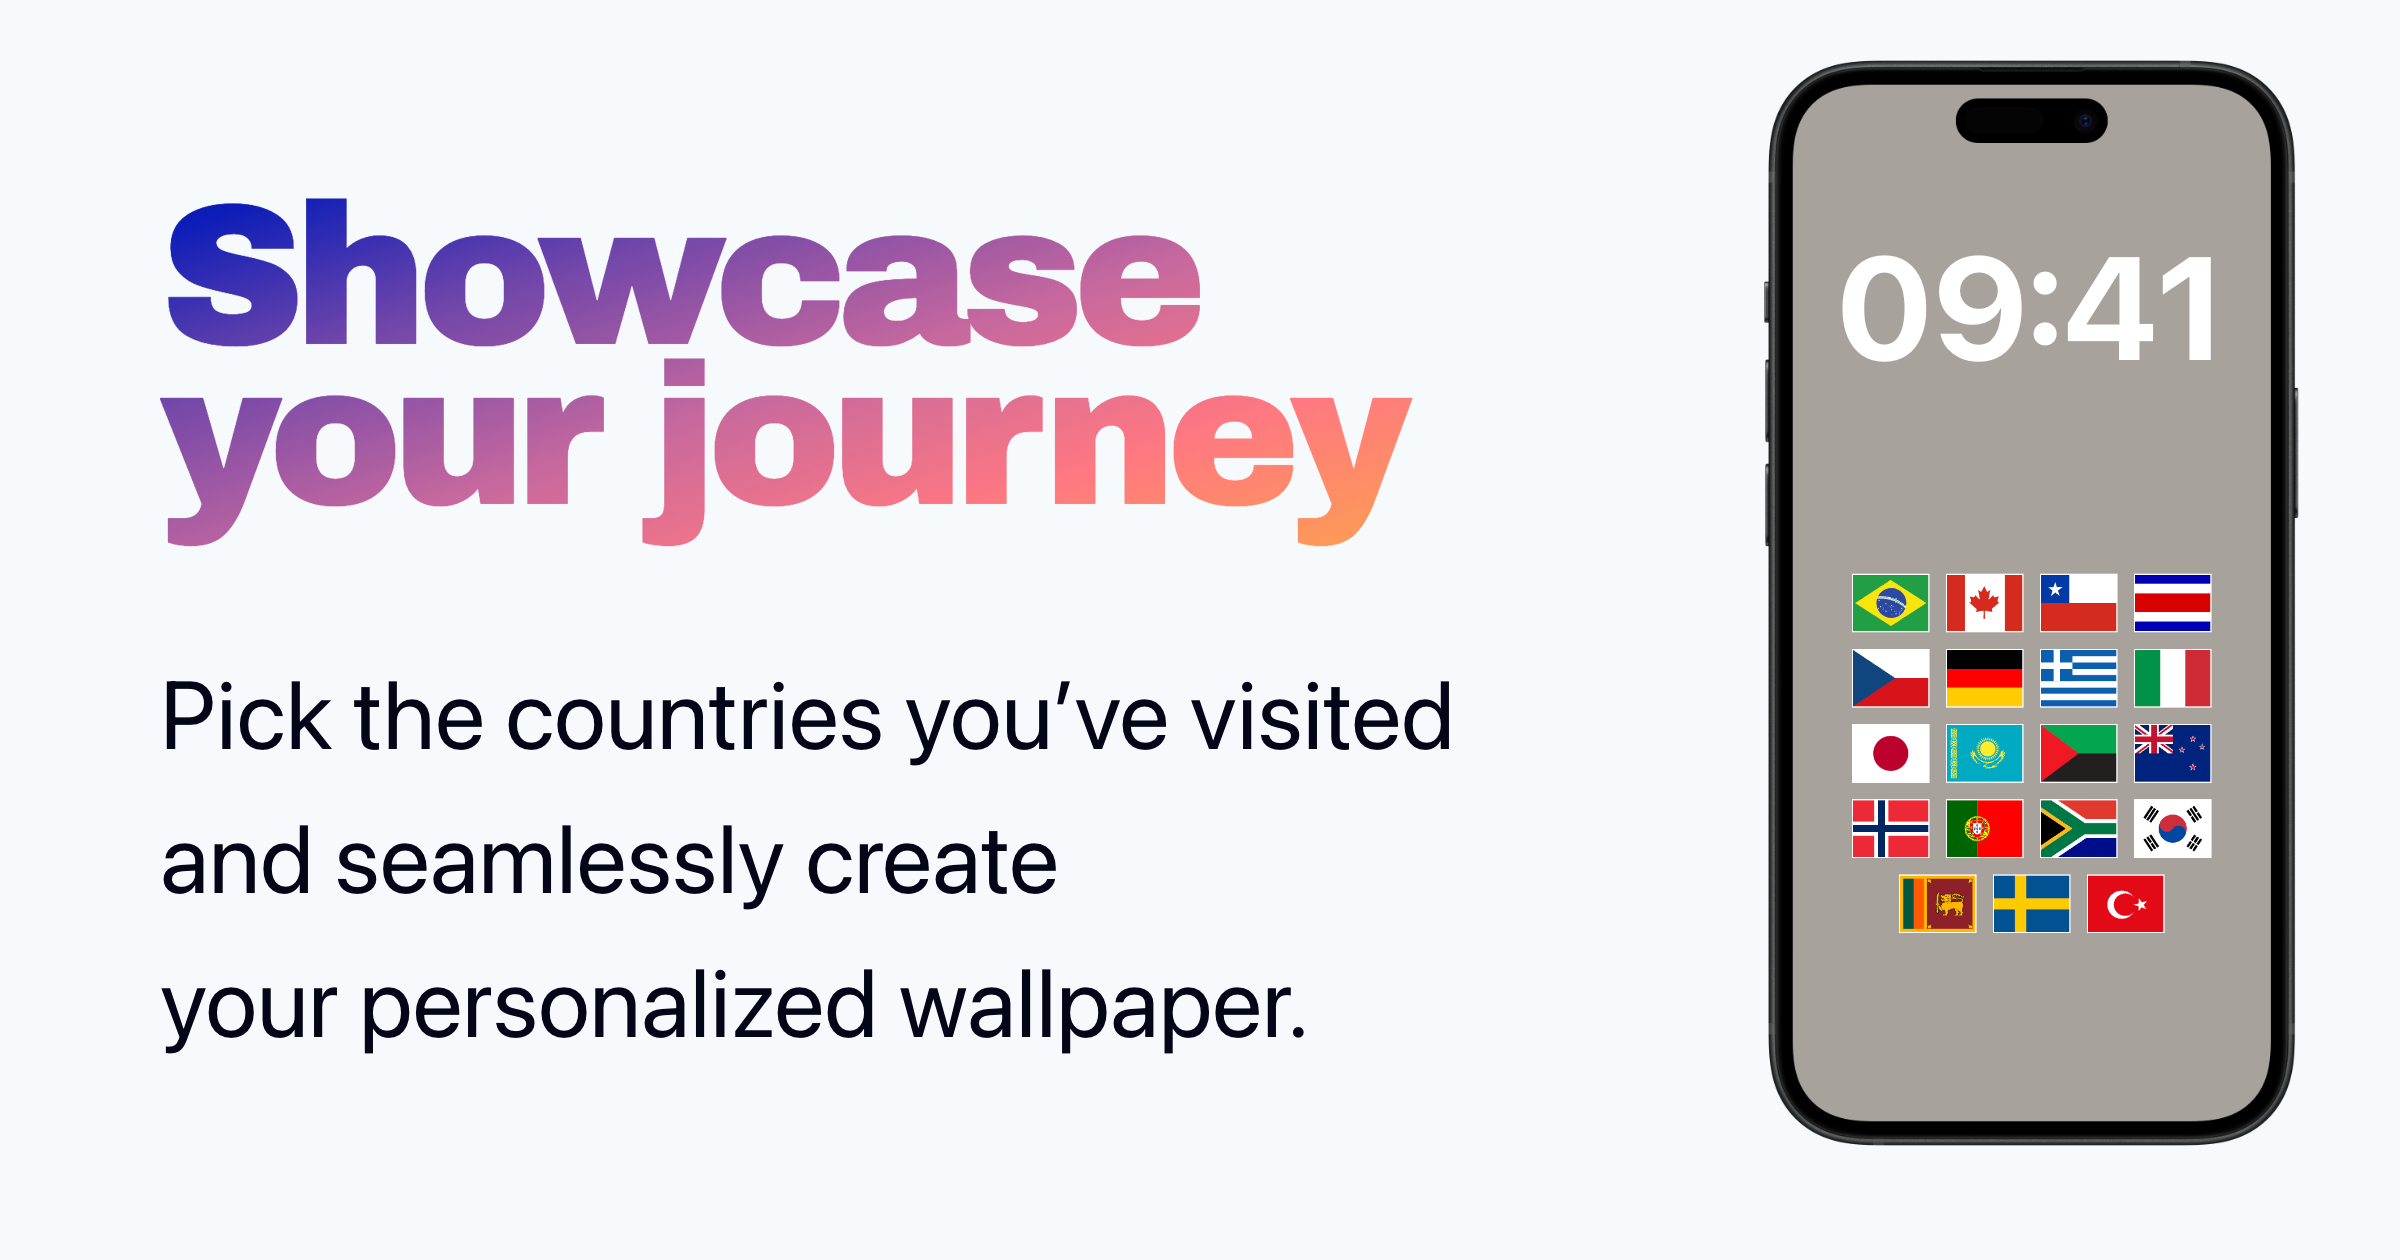 Showcase
your journey
Pick the countries you’ve visited
and seamlessly create
your personalized wallpaper.
09:41